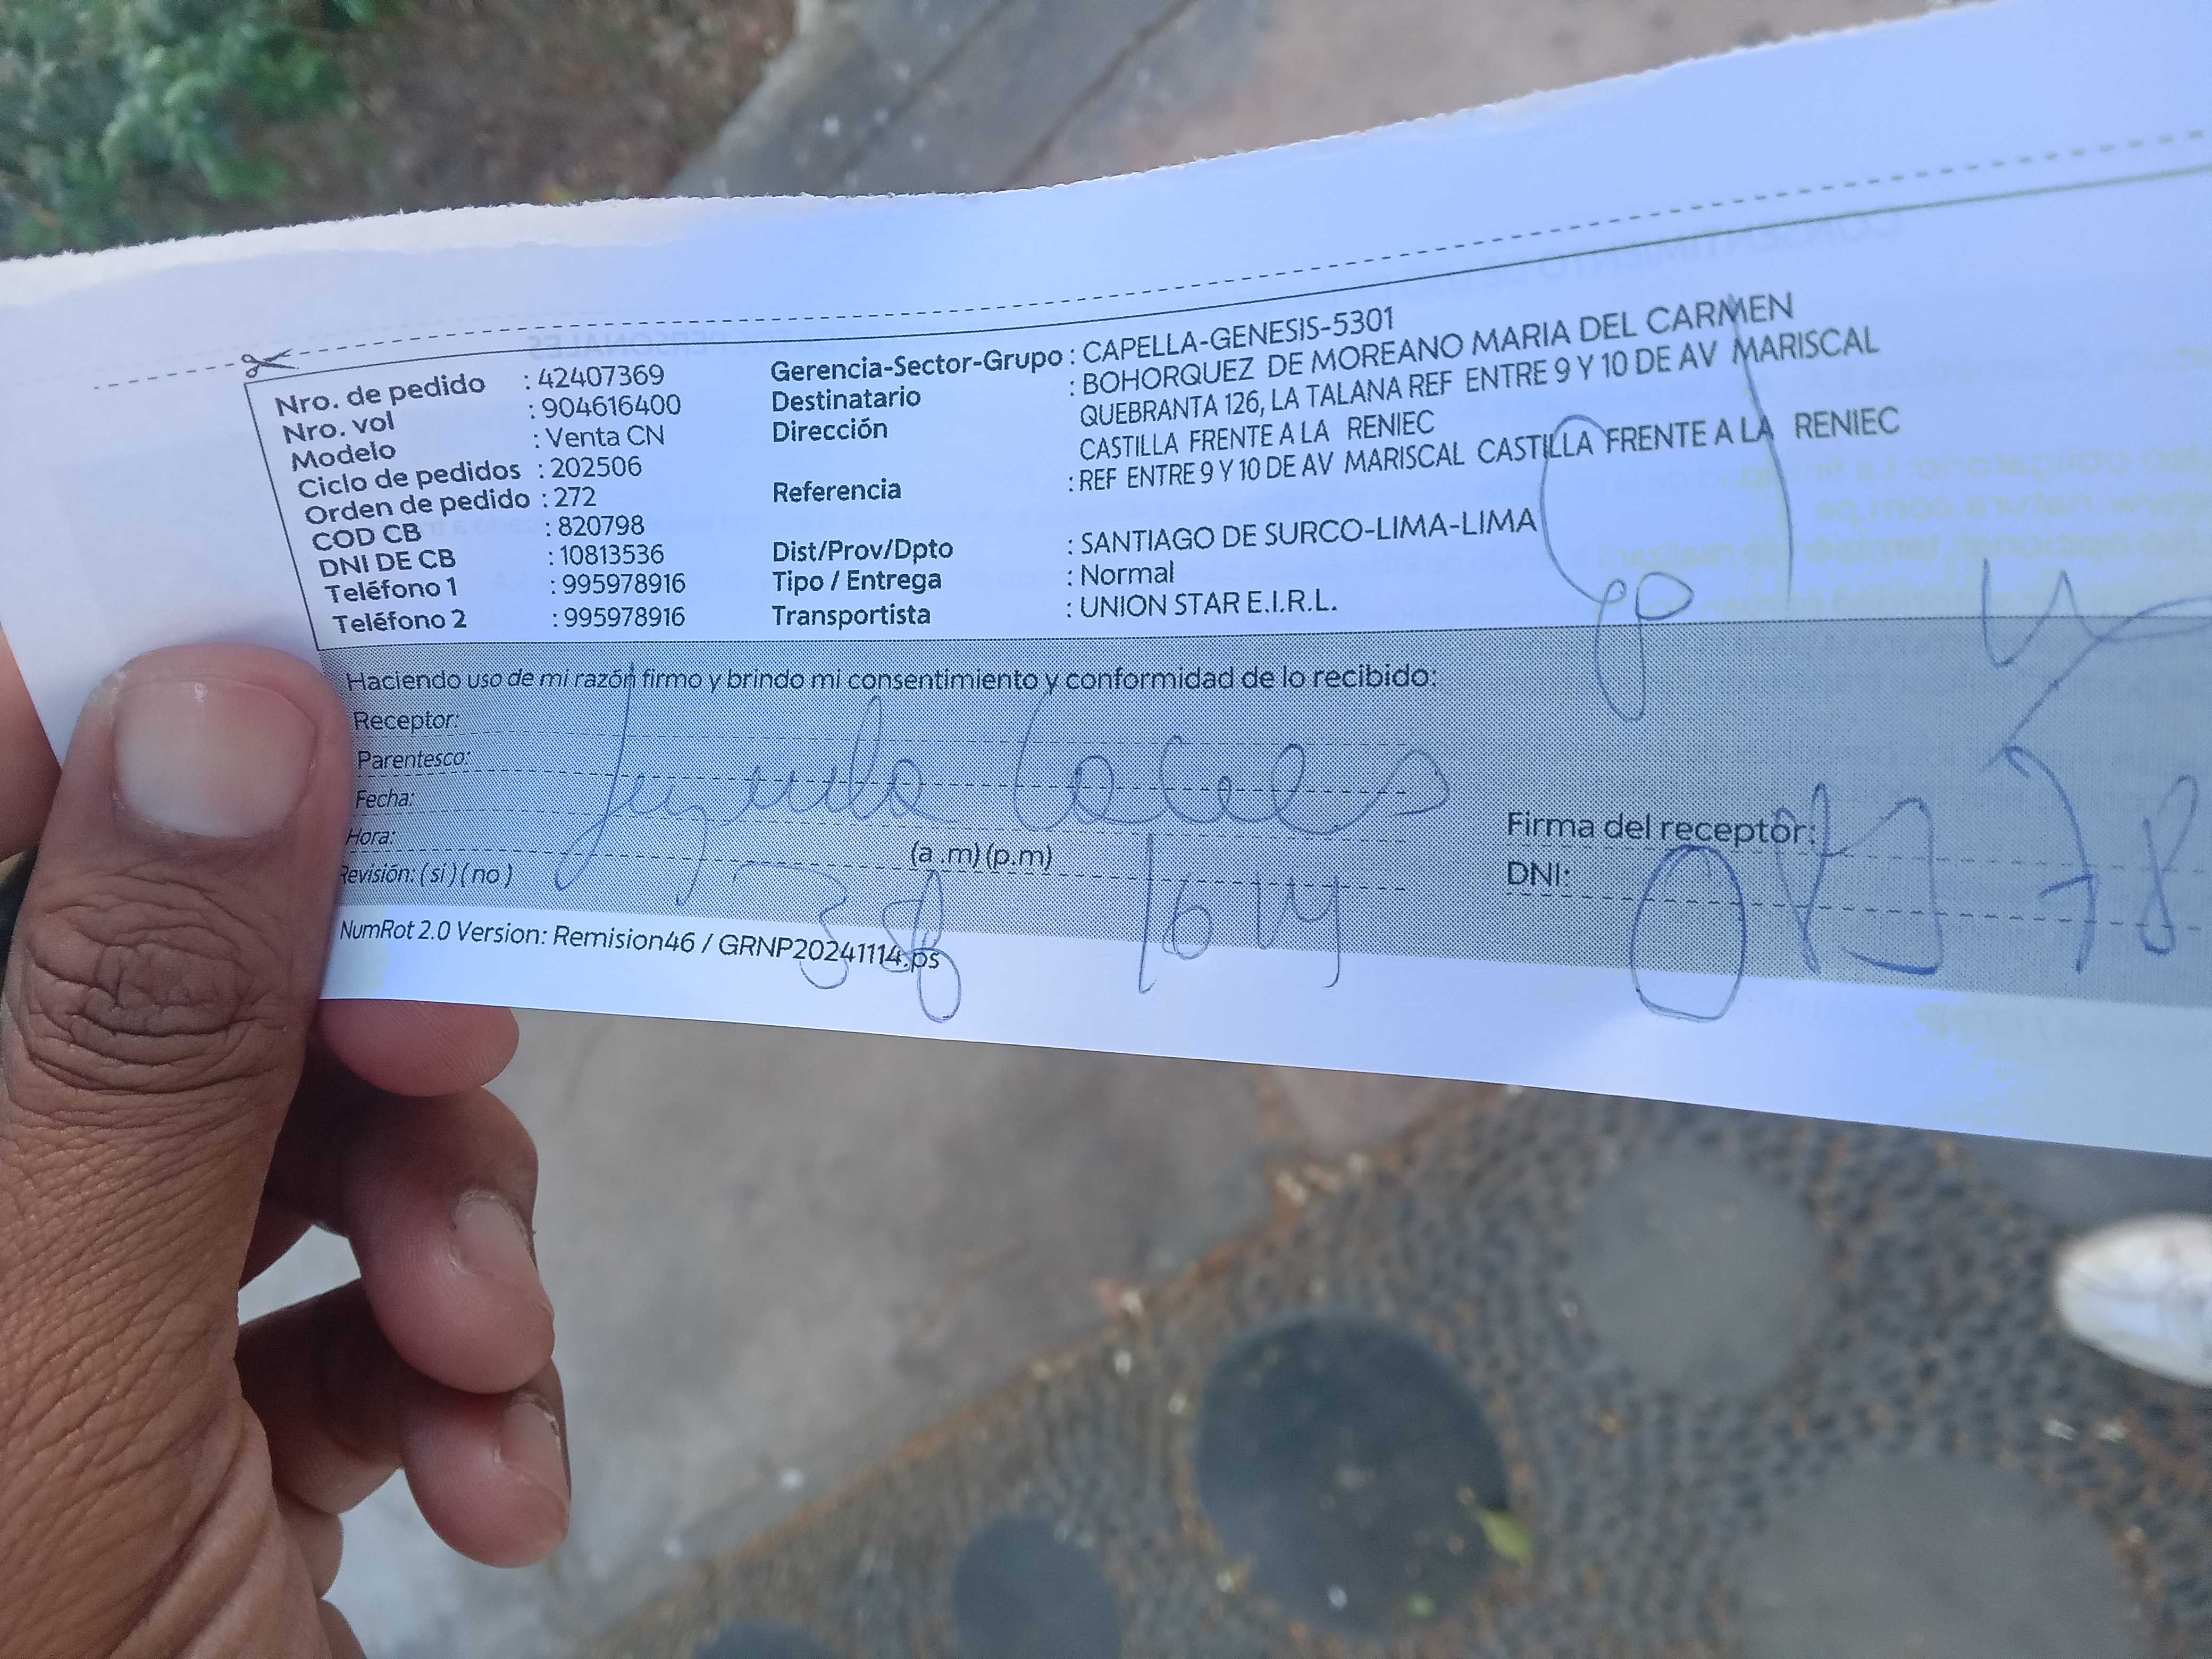 Nro. de pedido : 42407369
Nro. vol : 904616400
Modelo : Venta CN
Ciclo de pedidos : 202506
Orden de pedido : 272
COD CB : 820798
DNI DE CB : 10813536
Teléfono 1 : 995978916
Teléfono 2 : 995978916
Gerencia-Sector-Grupo : CAPELLA-GENESIS-5301
Destinatario : BOHORQUEZ DE MOREANO MARIA DEL CARMEN
Dirección QUEBRANTA 126, LA TALANA REF ENTRE 9 Y 10 DE AV MARISCAL
CASTILLA FRENTE A LA RENIEC
Referencia : REF ENTRE 9 Y 10 DE AV MARISCAL CASTILLA FRENTE A LA RENIEC
Dist/Prov/Dpto : SANTIAGO DE SURCO-LIMA-LIMA
Tipo / Entrega : Normal
Transportista : UNION STAR E.I.R.L.
Haciendo uso de mi razón firmo y brindo mi consentimiento y conformidad de lo recibido:
Receptor:
Parentesco:
Fecha:
Hora: (a .m) (p.m)
Revisión: ( si ) ( no )
Firma del receptor:
DNI:
NumRot 2.0 Version: Remision46 / GRNP20241114.ps